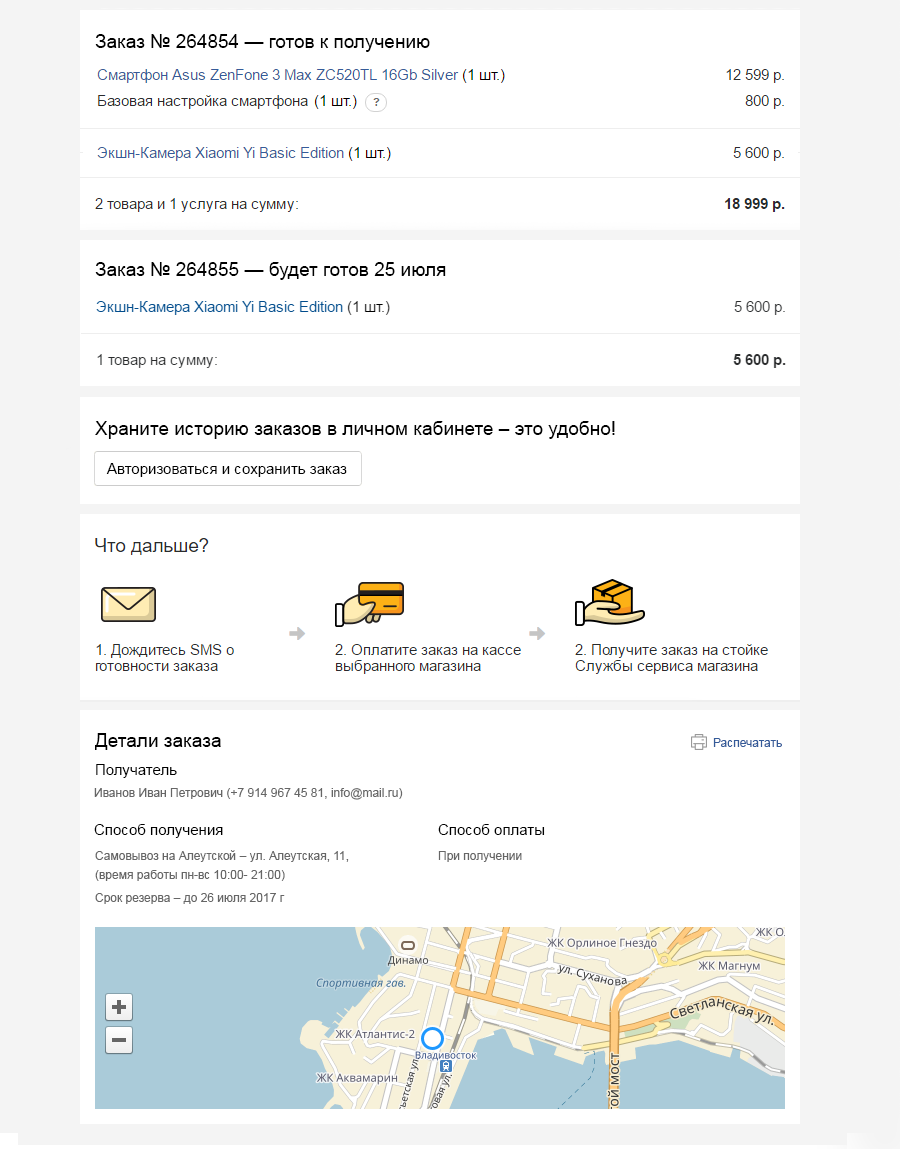 Заказ № 264854 — готов к получению
Смартфон Asus ZenFone 3 Max ZC520TL 16Gb Silver (1 шт.) 12 599 р.
Базовая настройка смартфона (1 шт.) ? 800 р.
Экшн-Камера Xiaomi Yi Basic Edition (1 шт.) 5 600 р.
2 товара и 1 услуга на сумму: 18 999 р.
Заказ № 264855 — будет готов 25 июля
Экшн-Камера Xiaomi Yi Basic Edition (1 шт.) 5 600 р.
1 товар на сумму: 5 600 р.
Храните историю заказов в личном кабинете – это удобно!
Авторизоваться и сохранить заказ
Что дальше?
1. Дождитесь SMS о
готовности заказа
2. Оплатите заказ на кассе
выбранного магазина
2. Получите заказ на стойке
Службы сервиса магазина
Детали заказа
Распечатать
Получатель
Иванов Иван Петрович (+7 914 967 45 81, info@mail.ru)
Способ получения
Самовывоз на Алеутской – ул. Алеутская, 11,
(время работы пн-вс 10:00- 21:00)
Срок резерва – до 26 июля 2017 г
Способ оплаты
При получении
ЖК О.
ЖК Орлиное Гнездо
Динамо
ЖК Магнум
ул. Суханова
Спортивная гав.
Светланская ул.
ЖК Атлантис-2
Владивосток
ЖК Аквамарин
ьетская ул.
овая ул.
ой мост